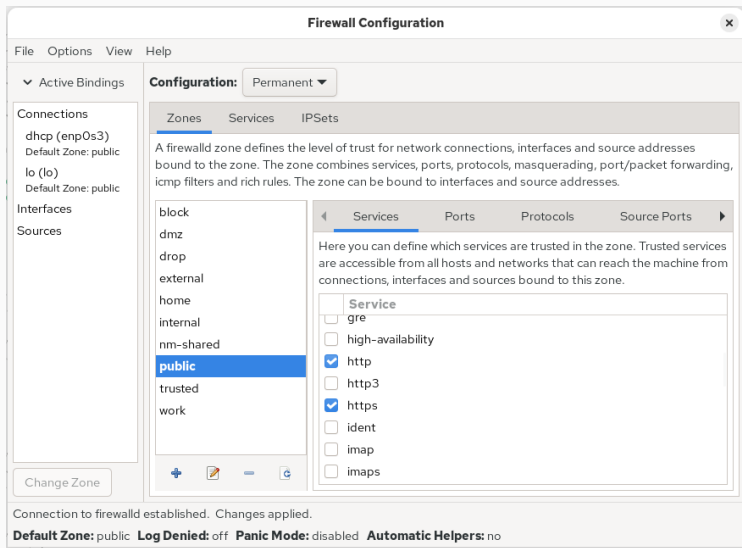 Firewall Configuration
File Options View Help
Active Bindings
Configuration: Permanent
Connections
dhcp (enp0s3)
Default Zone: public
lo (lo)
Default Zone: public
Interfaces
Sources
Change Zone
Zones Services IPSets
A firewalld zone defines the level of trust for network connections, interfaces and source addresses
bound to the zone. The zone combines services, ports, protocols, masquerading, port/packet forwarding,
icmp filters and rich rules. The zone can be bound to interfaces and source addresses.
block
dmz
drop
external
home
internal
nm-shared
public
trusted
work
Services Ports Protocols Source Ports
Here you can define which services are trusted in the zone. Trusted services
are accessible from all hosts and networks that can reach the machine from
connections, interfaces and sources bound to this zone.
Service
gre
high-availability
http
http3
https
ident
imap
imaps
Connection to firewalld established. Changes applied.
Default Zone: public Log Denied: off Panic Mode: disabled Automatic Helpers: no